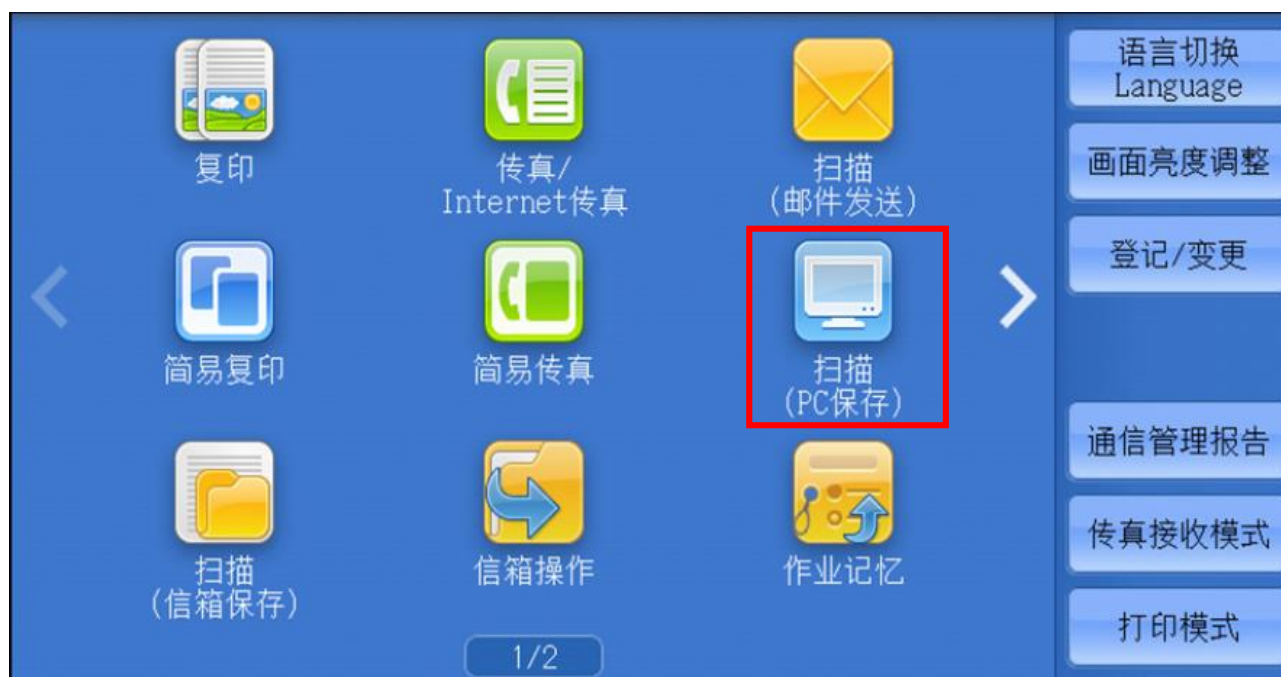 复印
传真/
Internet传真
扫描
(邮件发送)
简易复印
简易传真
扫描
(PC保存)
扫描
(信箱保存)
信箱操作
作业记忆
1/2
语言切换
Language
画面亮度调整
登记/变更
通信管理报告
传真接收模式
打印模式